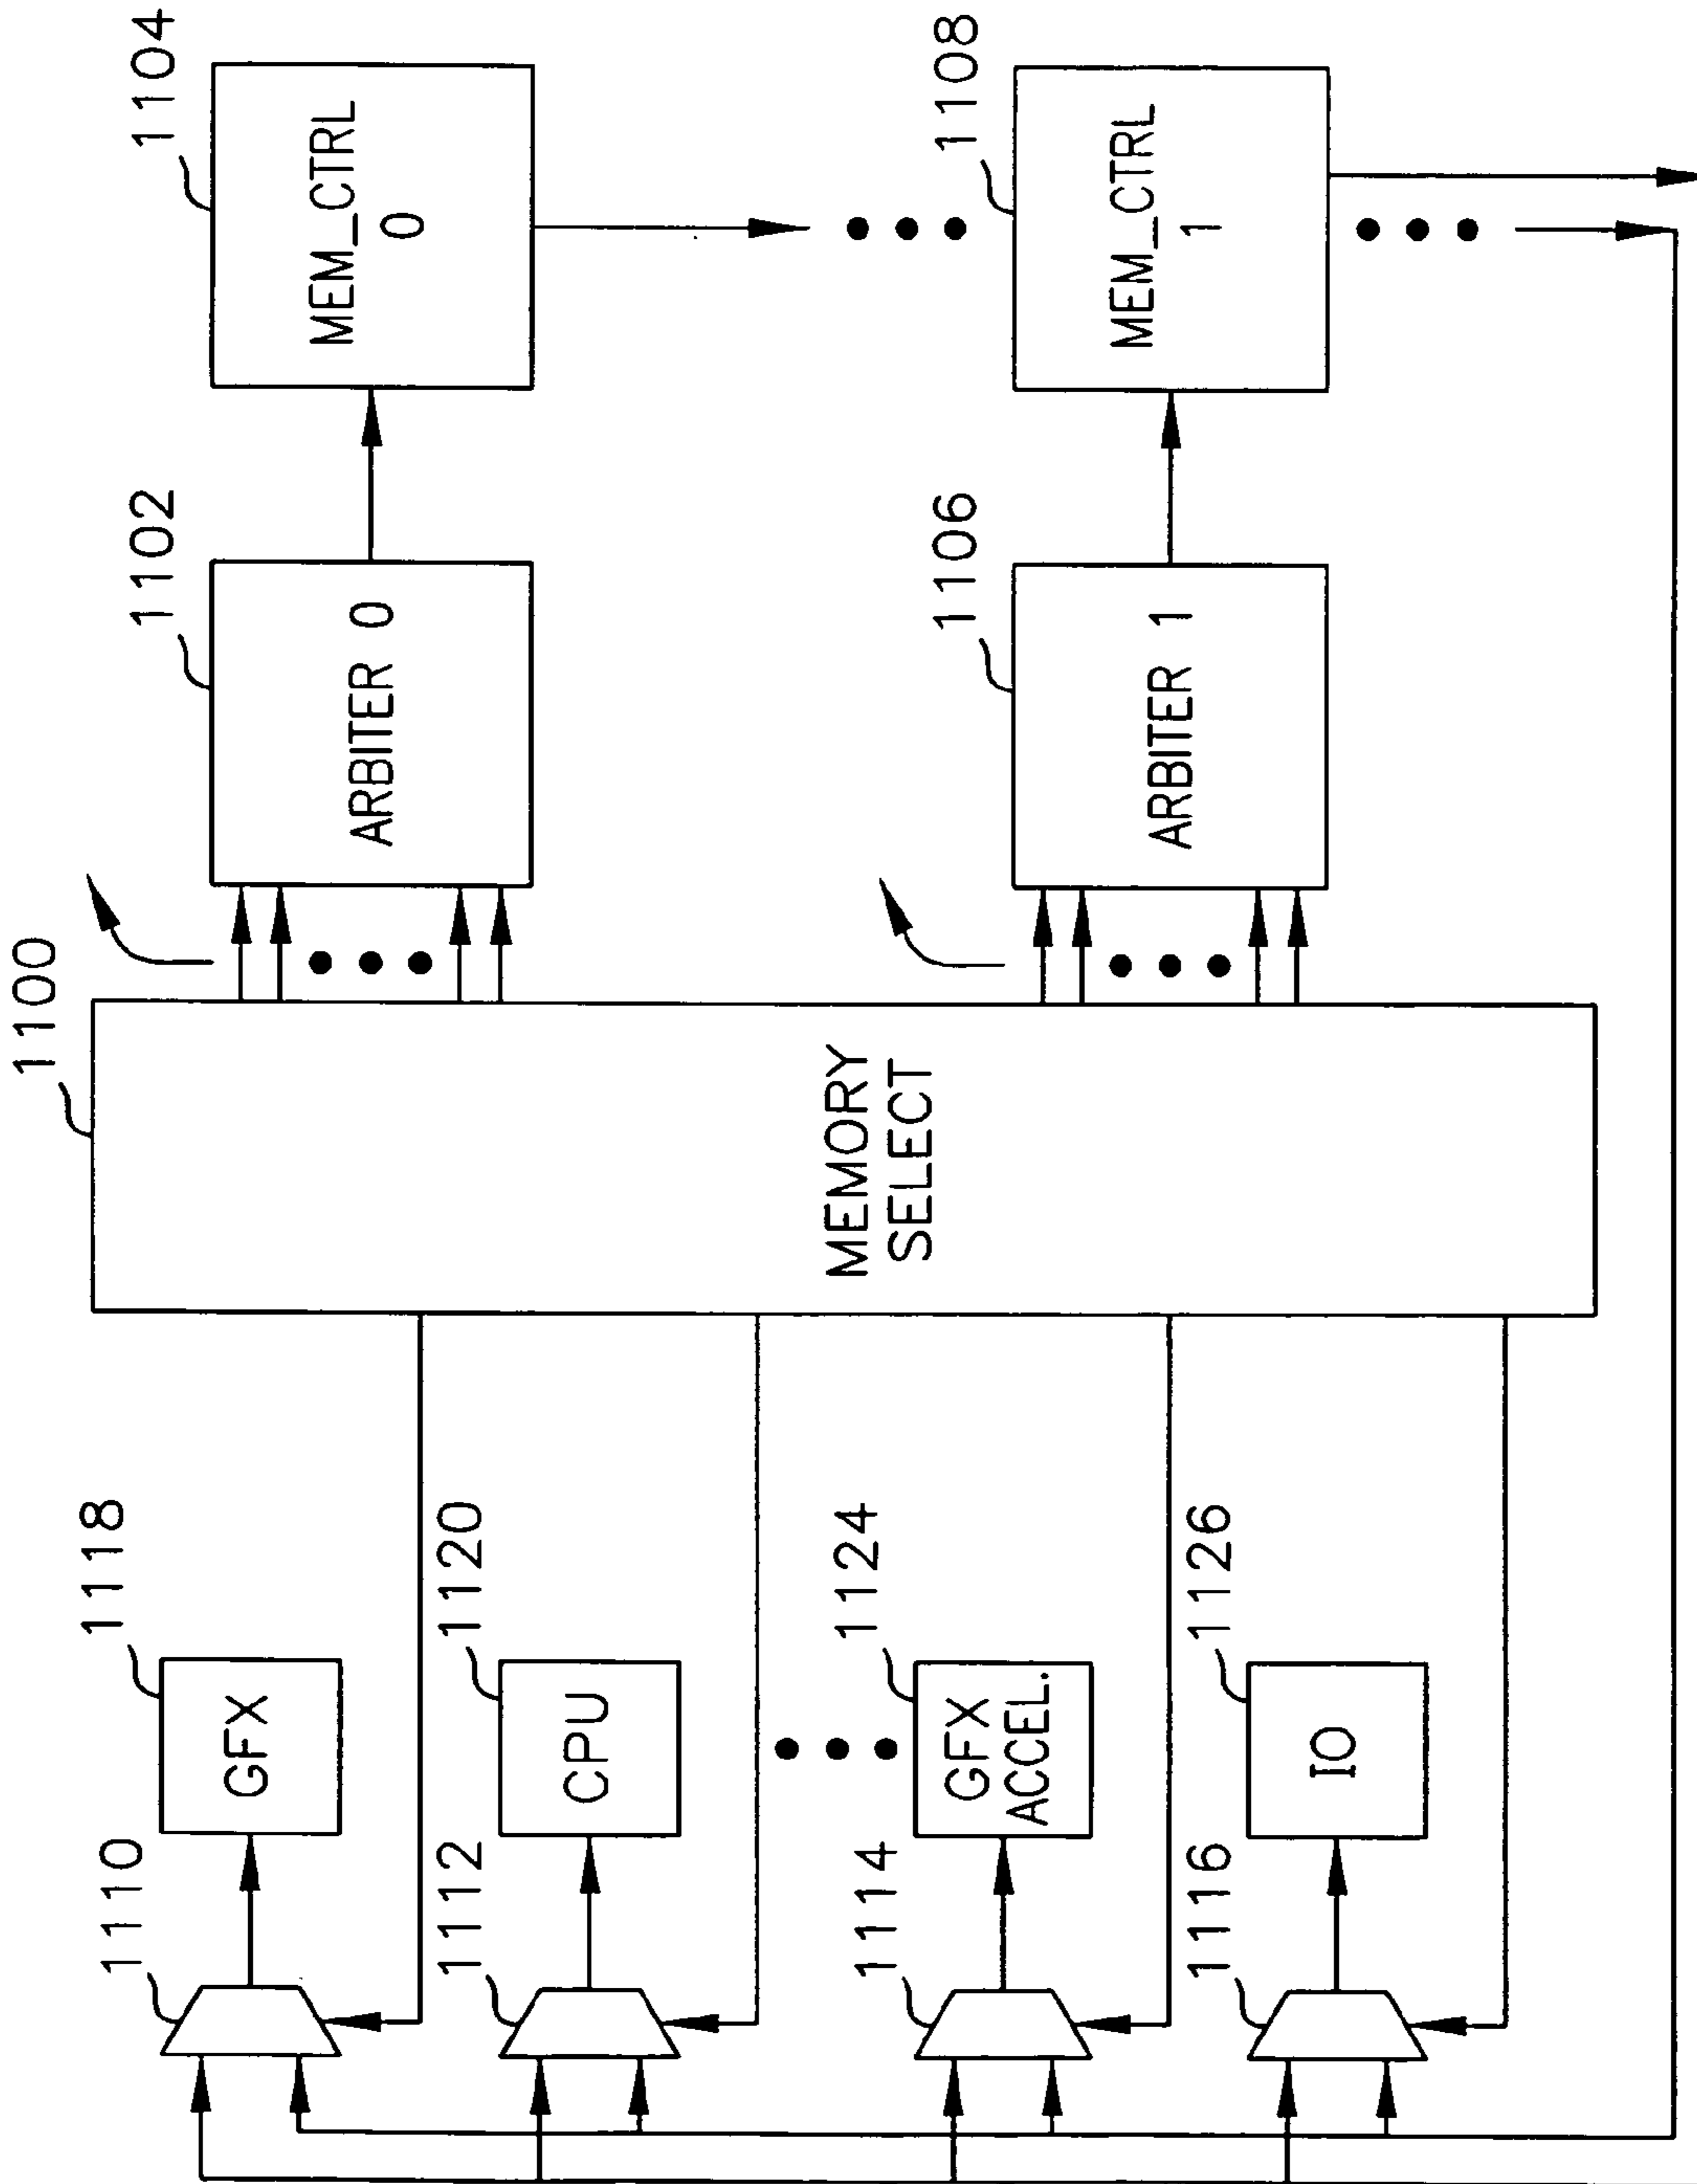 1100
1102
1104
1118
1110
GFX
ARBITER 0
MEM_CTRL
0
1120
1112
CPU
MEMORY
SELECT
1124
1114
GFX
ACCEL.
1106
ARBITER 1
1108
MEM_CTRL
1
1126
1116
IO